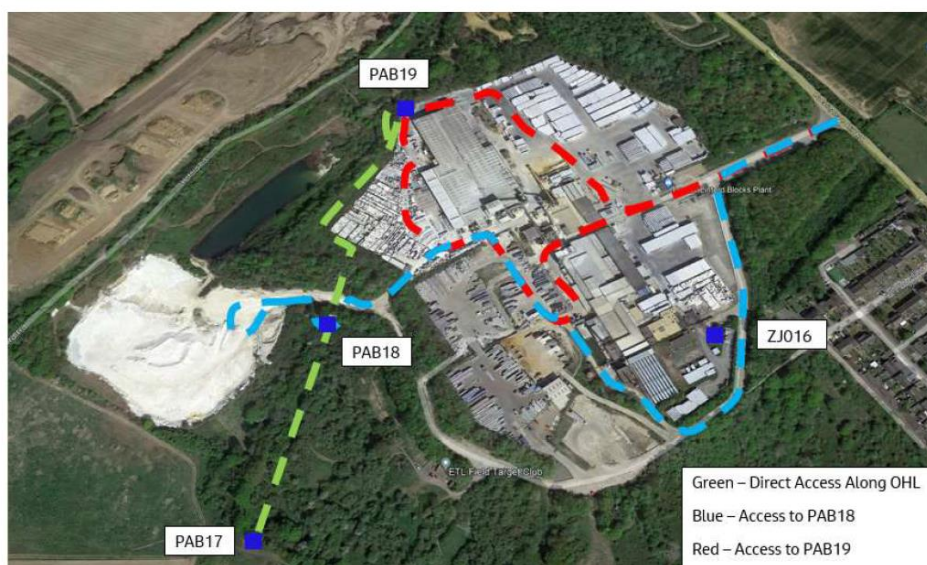 PAB19
Blocks Plant
ZJ016
PAB18
ETL Field Target Club
Green – Direct Access Along OHL
Blue – Access to PAB18
PAB17
Red – Access to PAB19